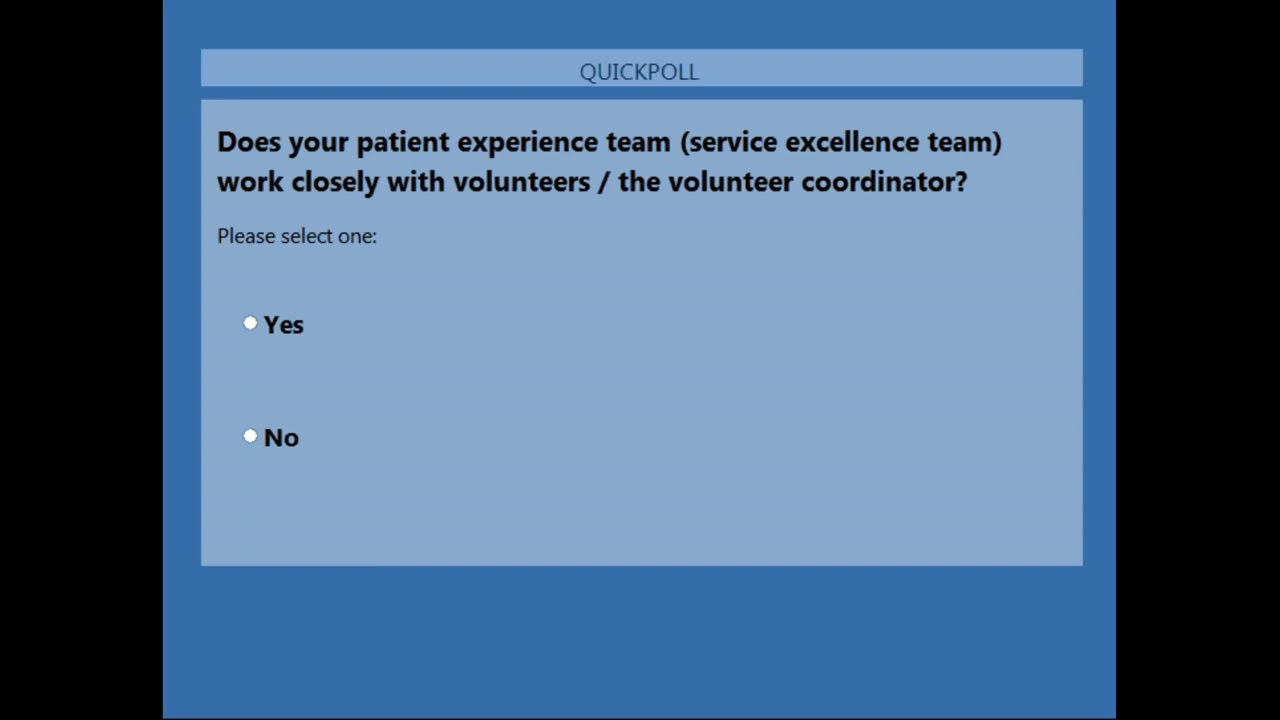 QUICKPOLL
Does your patient experience team (service excellence team)
work closely with volunteers / the volunteer coordinator?
Please select one:
Yes
No